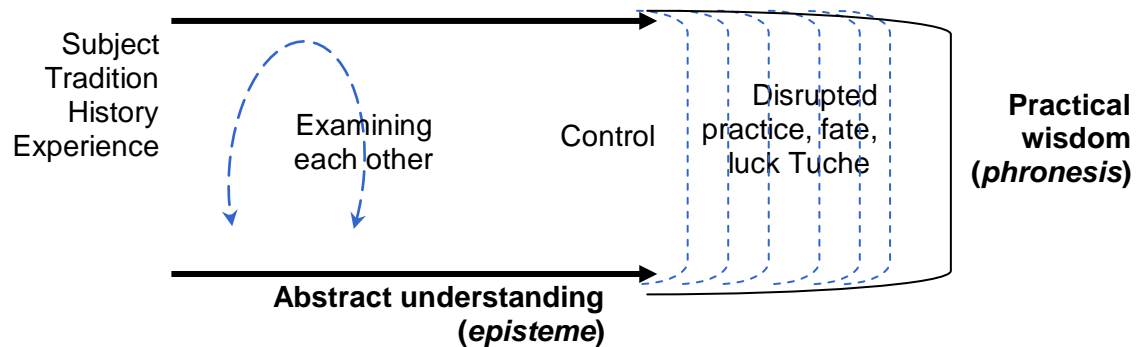 Subject
Tradition
History
Experience
Examining
each other
Control
Disrupted
practice, fate,
luck Tuche
Practical
wisdom
(phronesis)
Abstract understanding
(episteme)